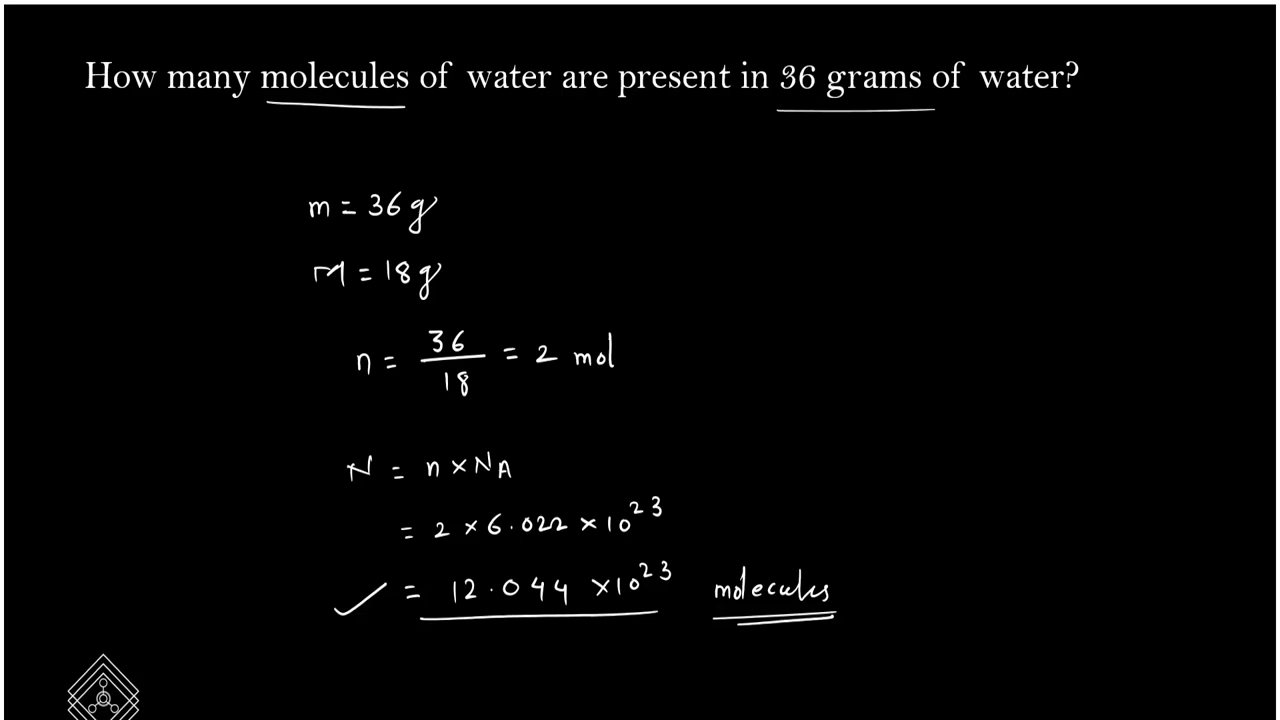 How many molecules of water are present in 36 grams of water?
m = 36g
M = 18g
n = 36/18 = 2 mol
N = n × N_A
= 2 × 6.022 × 10^23
= 12.044 × 10^23 molecules